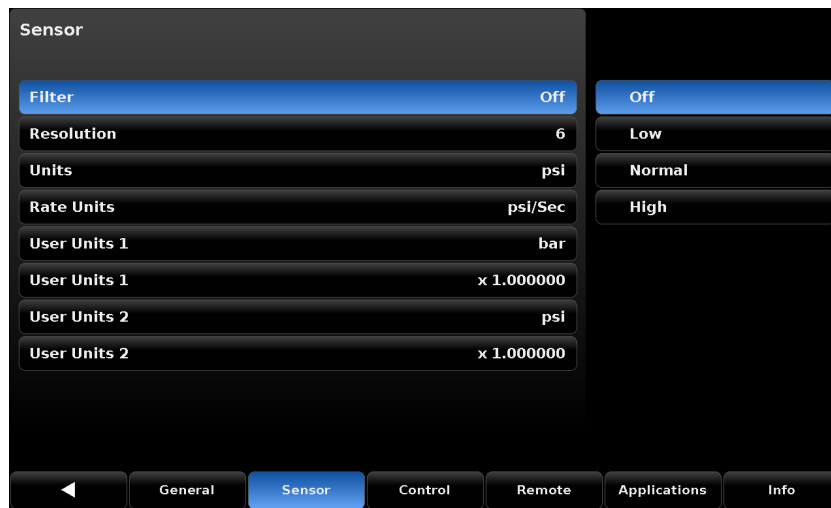 Sensor
Filter Off
Resolution 6
Units psi
Rate Units psi/Sec
User Units 1 bar
User Units 1 x 1.000000
User Units 2 psi
User Units 2 x 1.000000
Off
Low
Normal
High
General Sensor Control Remote Applications Info